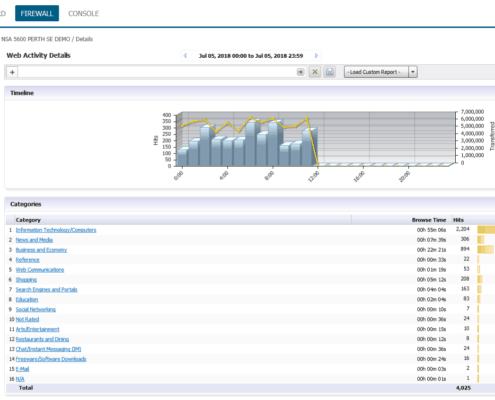 FIREWALL CONSOLE
NSA 5600 PERTH SE DEMO / Details
Web Activity Details
Jul 05, 2018 00:00 to Jul 05, 2018 23:59
+
- Load Custom Report -
Timeline
400
350
300
250
200
150
100
50
0
Hits
7,000,000
6,000,000
5,000,000
4,000,000
3,000,000
2,000,000
1,000,000
0
Transferred
0:00 4:00 8:00 12:00 16:00 20:00
Categories
Category Browse Time Hits
1 Information Technology/Computers 00h 55m 06s 2,204
2 News and Media 00h 07m 39s 306
3 Business and Economy 00h 22m 21s 894
4 Reference 00h 00m 33s 22
5 Web Communications 00h 01m 19s 53
6 Shopping 00h 05m 12s 208
7 Search Engines and Portals 00h 04m 04s 163
8 Education 00h 02m 04s 83
9 Social Networking 00h 00m 10s 7
10 Not Rated 00h 00m 36s 24
11 Arts/Entertainment 00h 00m 15s 10
12 Restaurants and Dining 00h 00m 12s 8
13 Chat/Instant Messaging (IM) 00h 00m 36s 24
14 Freeware/Software Downloads 00h 00m 24s 16
15 E-Mail 00h 00m 03s 2
16 N/A 00h 00m 01s 1
Total 4,025